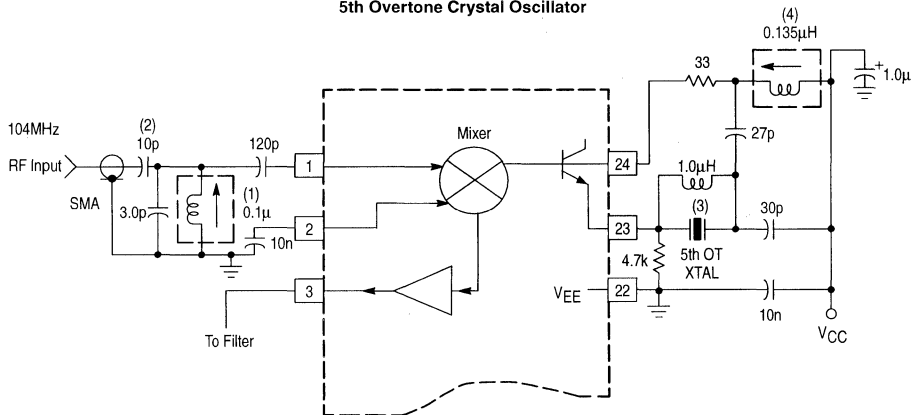 5th Overtone Crystal Oscillator
(4)
0.135µH
33
+
1.0µ
104MHz
(2)
10p
120p
Mixer
27p
RF Input
1
24
1.0µH
SMA
3.0p
(1)
0.1µ
10n
2
23
(3)
30p
4.7k
5th OT
XTAL
3
VEE
22
10n
To Filter
VCC